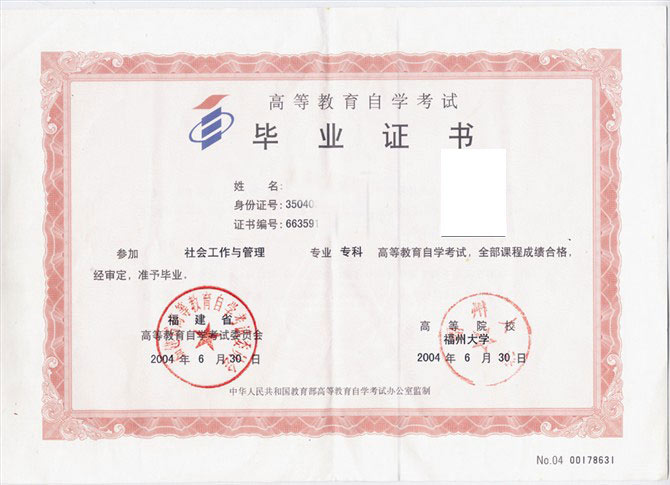 高等教育自学考试
毕业证书
姓 名:
身份证号: 35040
证书编号: 663591
参加 社会工作与管理 专业 专科 高等教育自学考试，全部课程成绩合格，
经审定，准予毕业。
福建省
高等教育自学考试委员会
2004 年 6 月 30 日
高等院校
福州大学
2004 年 6 月 30 日
中华人民共和国教育部高等教育自学考试办公室监制
No.04 00178631